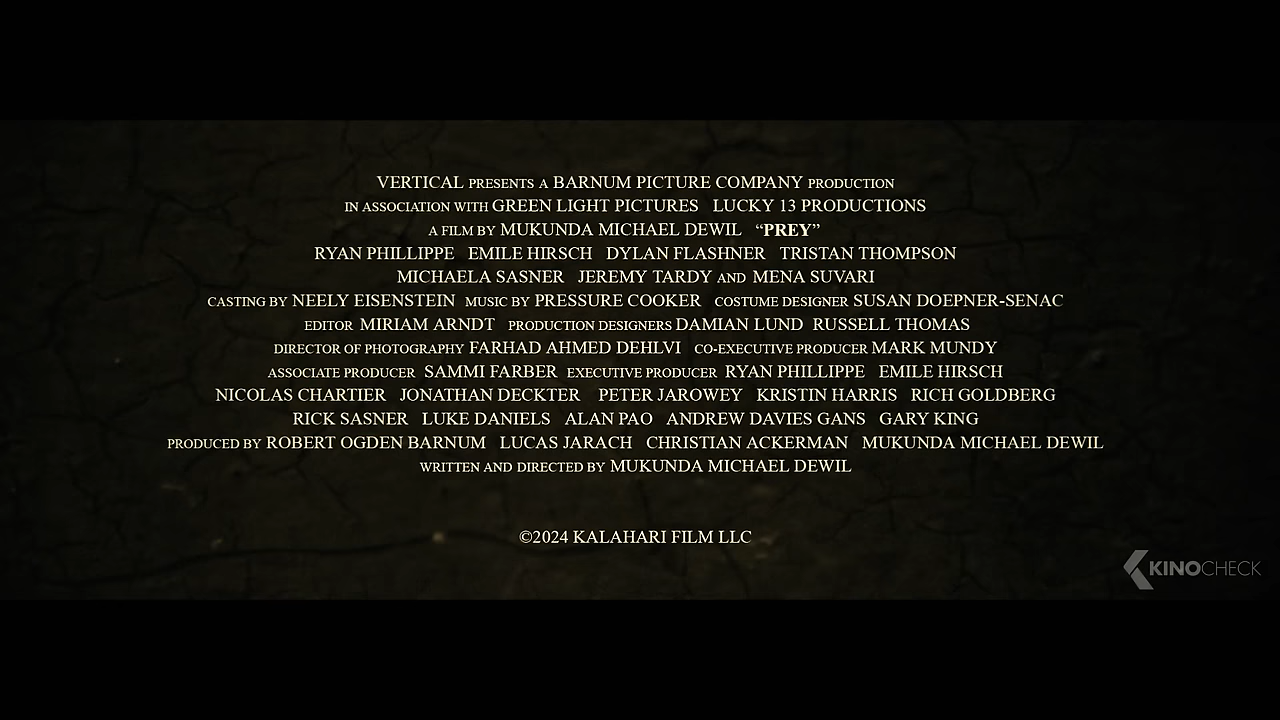 VERTICAL PRESENTS A BARNUM PICTURE COMPANY PRODUCTION
IN ASSOCIATION WITH GREEN LIGHT PICTURES LUCKY 13 PRODUCTIONS
A FILM BY MUKUNDA MICHAEL DEWIL “PREY”
RYAN PHILLIPPE EMILE HIRSCH DYLAN FLASHNER TRISTAN THOMPSON
MICHAELA SASNER JEREMY TARDY AND MENA SUVARI
CASTING BY NEELY EISENSTEIN MUSIC BY PRESSURE COOKER COSTUME DESIGNER SUSAN DOEPNER-SENAC
EDITOR MIRIAM ARNDT PRODUCTION DESIGNERS DAMIAN LUND RUSSELL THOMAS
DIRECTOR OF PHOTOGRAPHY FARHAD AHMED DEHLVI CO-EXECUTIVE PRODUCER MARK MUNDY
ASSOCIATE PRODUCER SAMMI FARBER EXECUTIVE PRODUCER RYAN PHILLIPPE EMILE HIRSCH
NICOLAS CHARTIER JONATHAN DECKTER PETER JAROWEY KRISTIN HARRIS RICH GOLDBERG
RICK SASNER LUKE DANIELS ALAN PAO ANDREW DAVIES GANS GARY KING
PRODUCED BY ROBERT OGDEN BARNUM LUCAS JARACH CHRISTIAN ACKERMAN MUKUNDA MICHAEL DEWIL
WRITTEN AND DIRECTED BY MUKUNDA MICHAEL DEWIL
©2024 KALAHARI FILM LLC
KINOCHECK